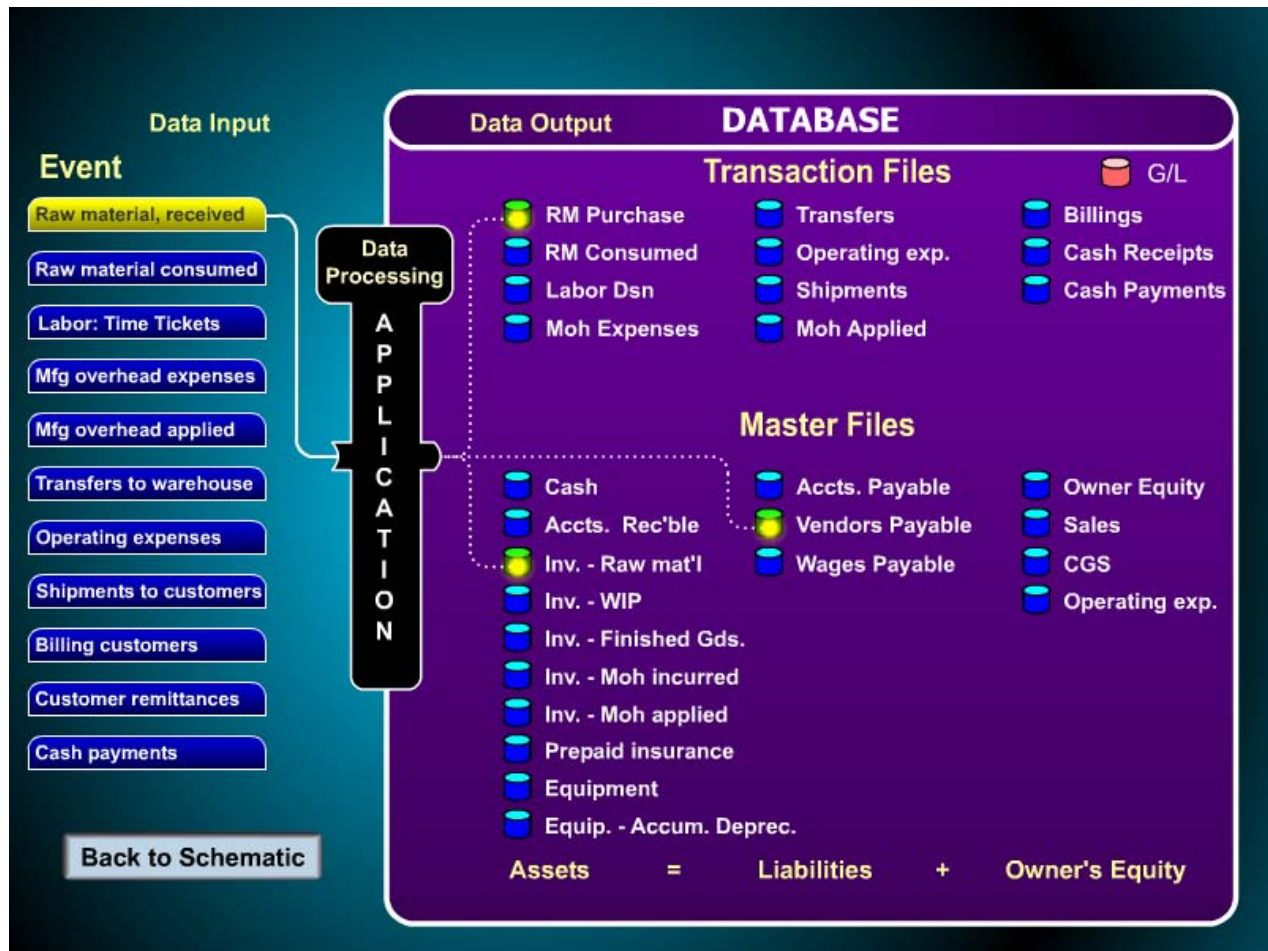 Data Input
Event
Raw material, received
Raw material consumed
Labor: Time Tickets
Mfg overhead expenses
Mfg overhead applied
Transfers to warehouse
Operating expenses
Shipments to customers
Billing customers
Customer remittances
Cash payments
Back to Schematic
Data
Processing
APPLICATION
Data Output
DATABASE
Transaction Files
G/L
RM Purchase
RM Consumed
Labor Dsn
Moh Expenses
Transfers
Operating exp.
Shipments
Moh Applied
Billings
Cash Receipts
Cash Payments
Master Files
Cash
Accts. Rec'ble
Inv. - Raw mat'l
Inv. - WIP
Inv. - Finished Gds.
Inv. - Moh incurred
Inv. - Moh applied
Prepaid insurance
Equipment
Equip. - Accum. Deprec.
Accts. Payable
Vendors Payable
Wages Payable
Owner Equity
Sales
CGS
Operating exp.
Assets = Liabilities + Owner's Equity